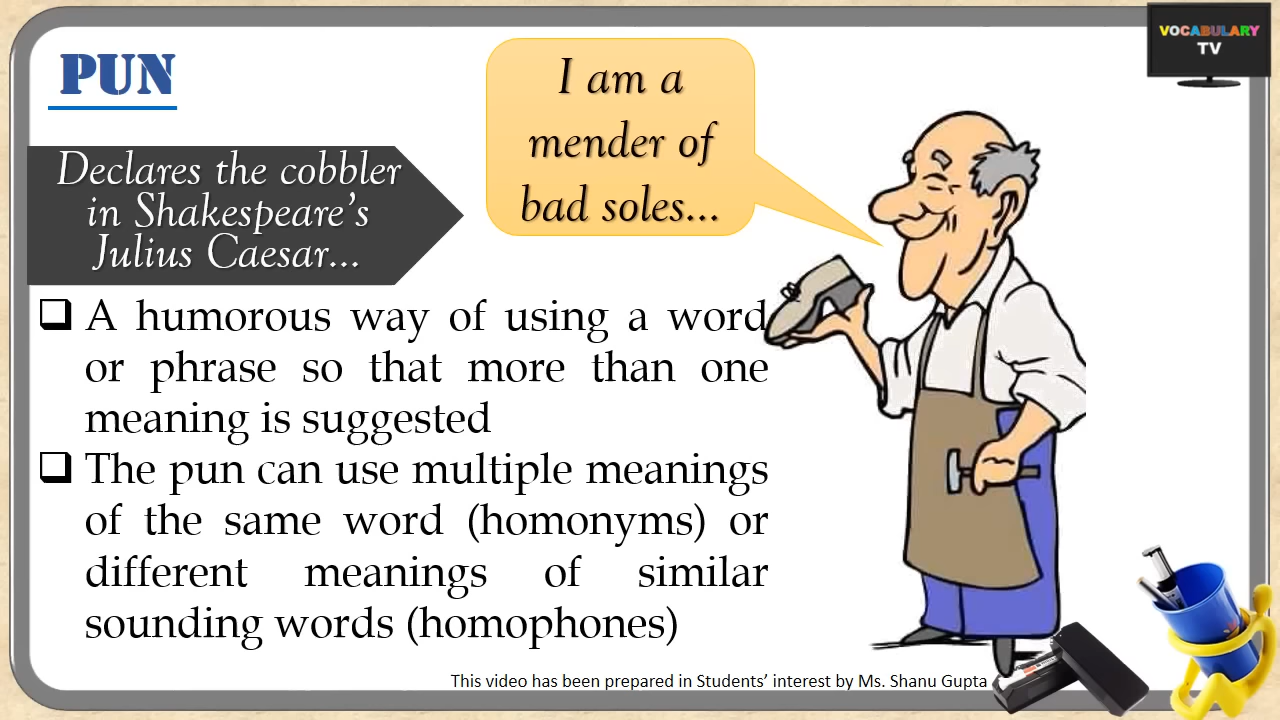 PUN
VOCABULARY
TV
I am a
mender of
bad soles...
Declares the cobbler
in Shakespeare's
Julius Caesar...
❑ A humorous way of using a word
or phrase so that more than one
meaning is suggested
❑ The pun can use multiple meanings
of the same word (homonyms) or
different meanings of similar
sounding words (homophones)
This video has been prepared in Students' interest by Ms. Shanu Gupta